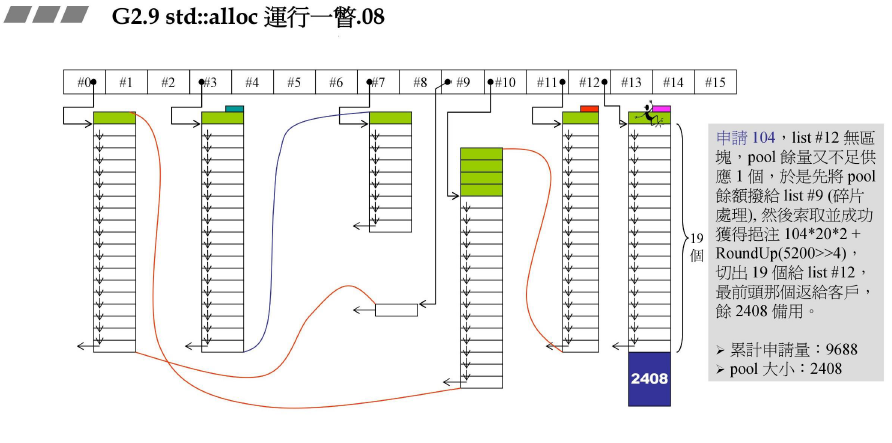 G2.9 std::alloc 運行一瞥.08
#0 #1 #2 #3 #4 #5 #6 #7 #8 #9 #10 #11 #12 #13 #14 #15
申請 104，list #12 無區
塊，pool 餘量又不足供
應 1 個，於是先將 pool
餘額撥給 list #9 (碎片
處理), 然後索取並成功
獲得挹注 104*20*2 +
RoundUp(5200>>4)，
切出 19 個給 list #12，
最前頭那個返給客戶，
餘 2408 備用。
➢ 累計申請量：9688
➢ pool 大小：2408
19
個
2408